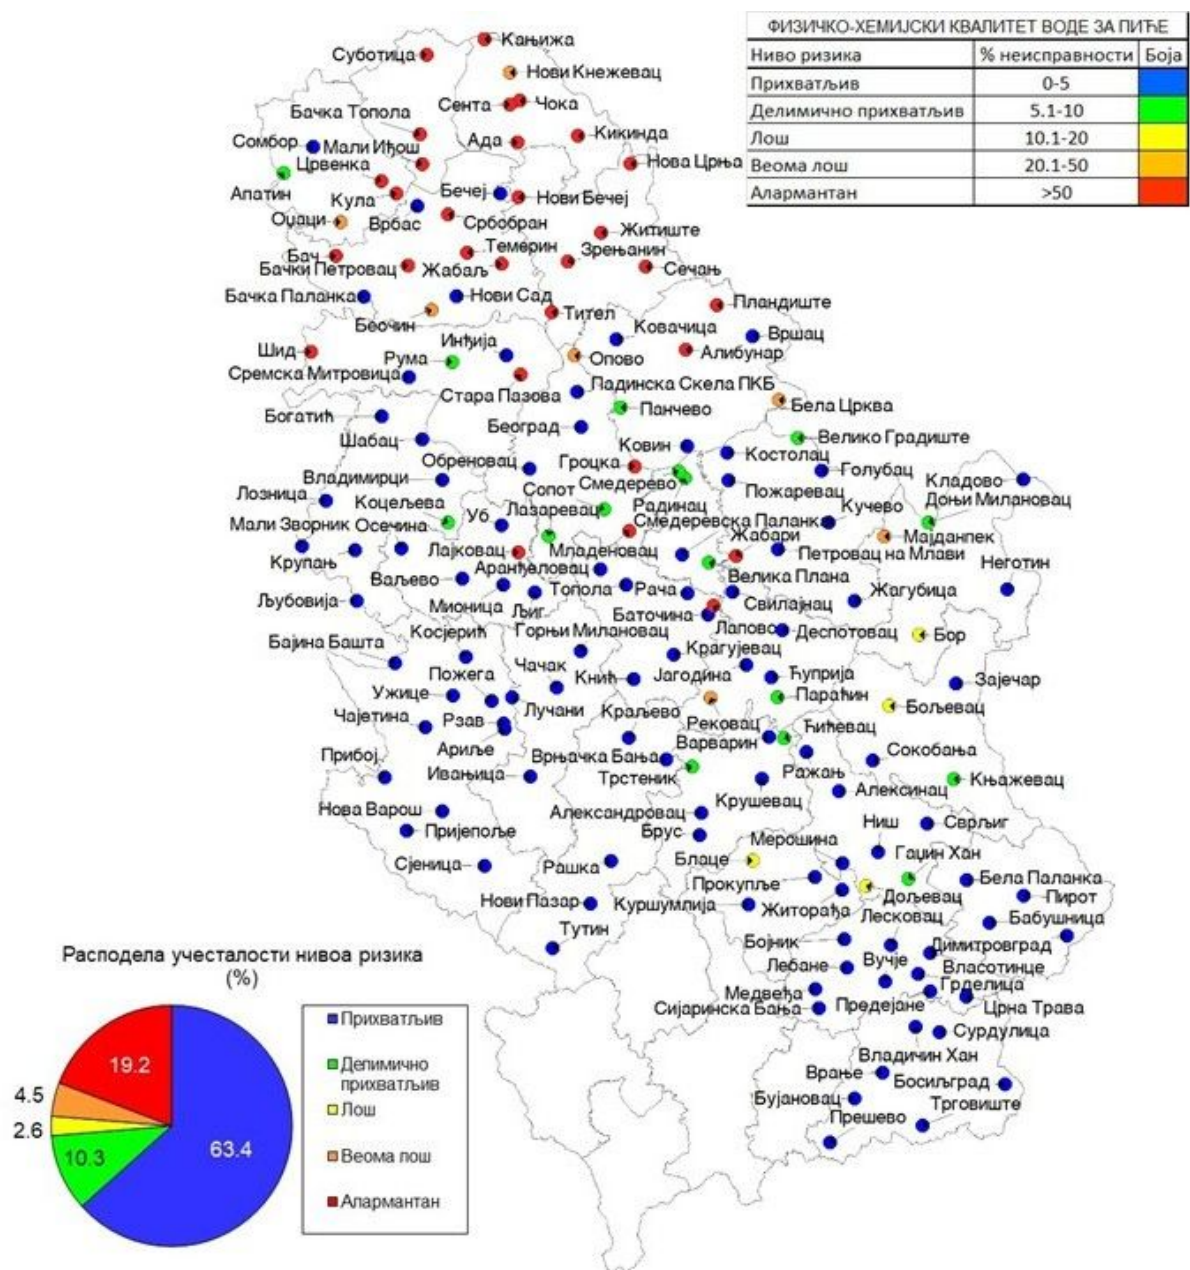 ФИЗИЧКО-ХЕМИЈСКИ КВАЛИТЕТ ВОДЕ ЗА ПИЋЕ
Ниво ризика % неисправности Боја
Прихватљив 0-5
Делимично прихватљив 5.1-10
Лош 10.1-20
Веома лош 20.1-50
Алармантан >50
Кањижа
Суботица
Нови Кнежевац
Сента
Чока
Бачка Топола
Сомбор
Мали Иђош
Ада
Кикинда
Црвенка
Нова Црња
Апатин
Кула
Бечеј
Нови Бечеј
Оџаци
Врбас
Србобран
Житиште
Бач
Темерин
Зрењанин
Бачки Петровац
Жабаљ
Сечањ
Бачка Паланка
Нови Сад
Беочин
Тител
Пландиште
Ковачица
Вршац
Шид
Рума
Инђија
Опово
Алибунар
Сремска Митровица
Стара Пазова
Падинска Скела ПКБ
Панчево
Бела Црква
Богатић
Београд
Велико Градиште
Шабац
Ковин
Костолац
Обреновац
Гроцка
Голубац
Владимирци
Смедерево
Пожаревац
Кладово
Лозница
Коцељева
Сопот
Доњи Милановац
Лазаревац
Радинац
Кучево
Мали Зворник
Осечина
Уб
Смедеревска Паланка
Жабари
Мајданпек
Крупањ
Лајковац
Младеновац
Петровац на Млави
Неготин
Ваљево
Аранђеловац
Велика Плана
Љубовија
Мионица
Љиг
Топола
Рача
Свилајнац
Жагубица
Баточина
Лапово
Деспотовац
Бор
Бајина Башта
Косјерић
Горњи Милановац
Крагујевац
Пожега
Чачак
Кнић
Јагодина
Ћуприја
Зајечар
Ужице
Параћин
Бољевац
Чајетина
Рзав
Лучани
Краљево
Рековац
Ћићевац
Ариље
Врњачка Бања
Варварин
Сокобања
Прибој
Ивањица
Трстеник
Ражањ
Књажевац
Крушевац
Алексинац
Нова Варош
Александровац
Пријепоље
Брус
Мерошина
Ниш
Сврљиг
Сјеница
Рашка
Блаце
Гаџин Хан
Прокупље
Бела Паланка
Нови Пазар
Куршумлија
Житорађа
Дољевац
Пирот
Лесковац
Бабушница
Тутин
Бојник
Димитровград
Лебане
Вучје
Власотинце
Медвеђа
Грделица
Сијаринска Бања
Предејане
Црна Трава
Сурдулица
Владичин Хан
Врање
Босиљград
Бујановац
Прешево
Трговиште
Расподела учесталости нивоа ризика
(%)
19.2
4.5
2.6
10.3
63.4
Прихватљив
Делимично
прихватљив
Лош
Веома лош
Алармантан